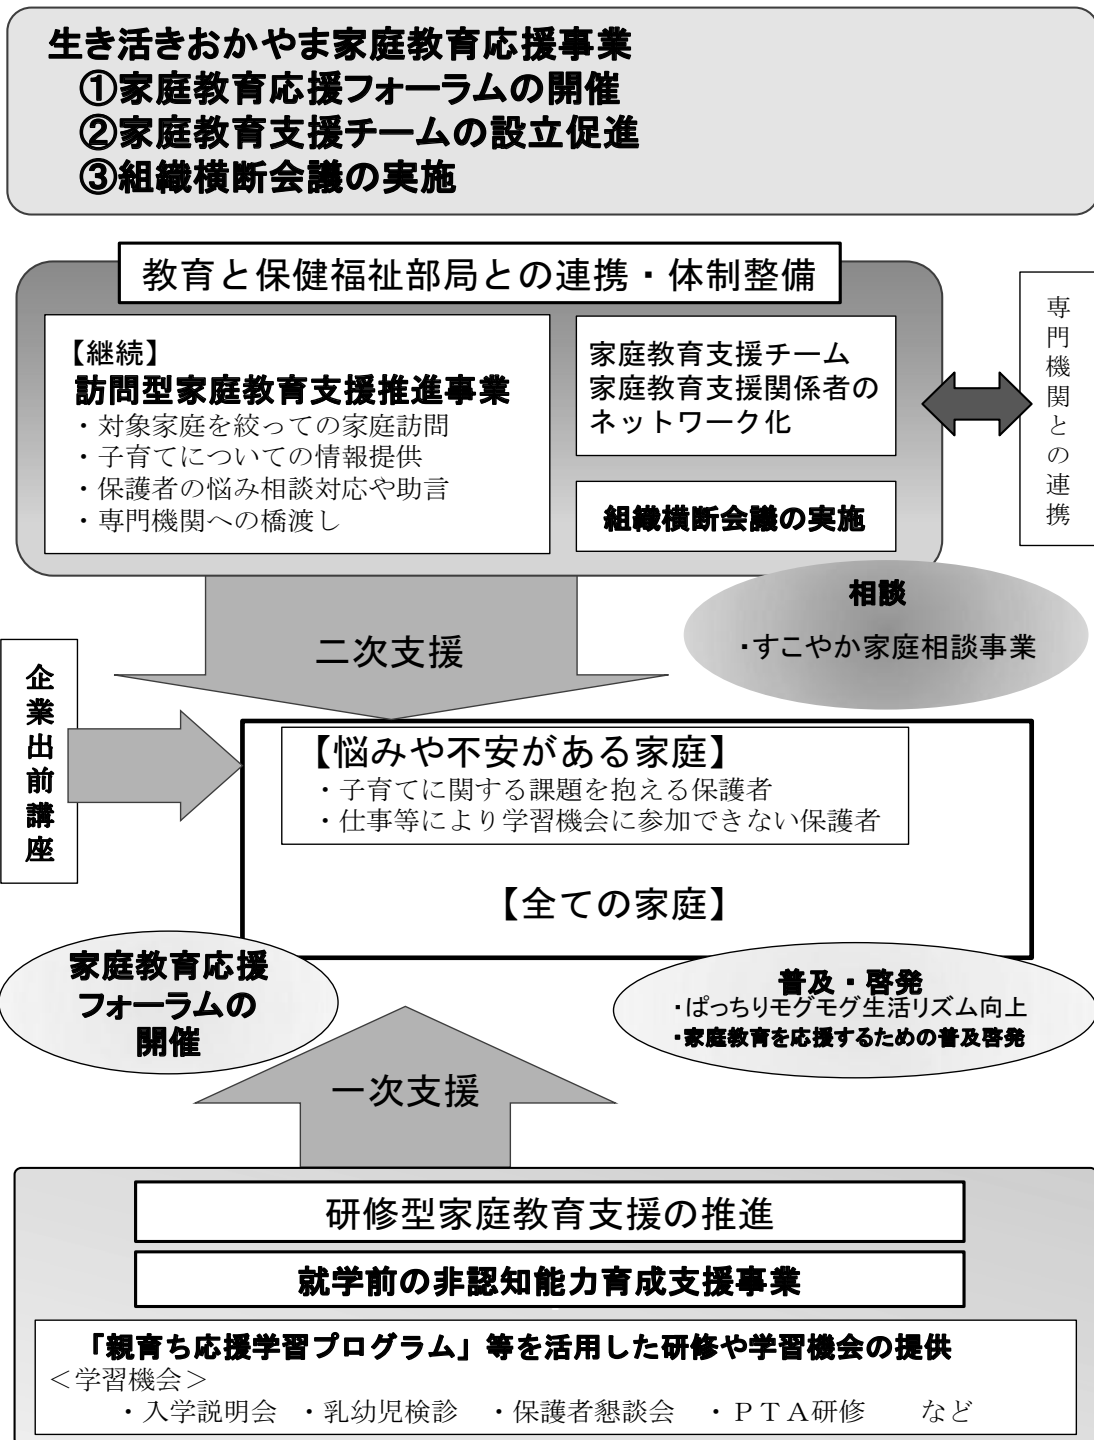 生き活きおかやま家庭教育応援事業
①家庭教育応援フォーラムの開催
②家庭教育支援チームの設立促進
③組織横断会議の実施
教育と保健福祉部局との連携・体制整備
【継続】
訪問型家庭教育支援推進事業
・対象家庭を絞っての家庭訪問
・子育てについての情報提供
・保護者の悩み相談対応や助言
・専門機関への橋渡し
家庭教育支援チーム
家庭教育支援関係者の
ネットワーク化
組織横断会議の実施
専門機関との連携
相談
・すこやか家庭相談事業
二次支援
企業出前講座
【悩みや不安がある家庭】
・子育てに関する課題を抱える保護者
・仕事等により学習機会に参加できない保護者
【全ての家庭】
家庭教育応援
フォーラムの
開催
普及・啓発
・ぱっちりモグモグ生活リズム向上
・家庭教育を応援するための普及啓発
一次支援
研修型家庭教育支援の推進
就学前の非認知能力育成支援事業
「親育ち応援学習プログラム」等を活用した研修や学習機会の提供
＜学習機会＞
・入学説明会　・乳幼児検診　・保護者懇談会　・ＰＴＡ研修　　など